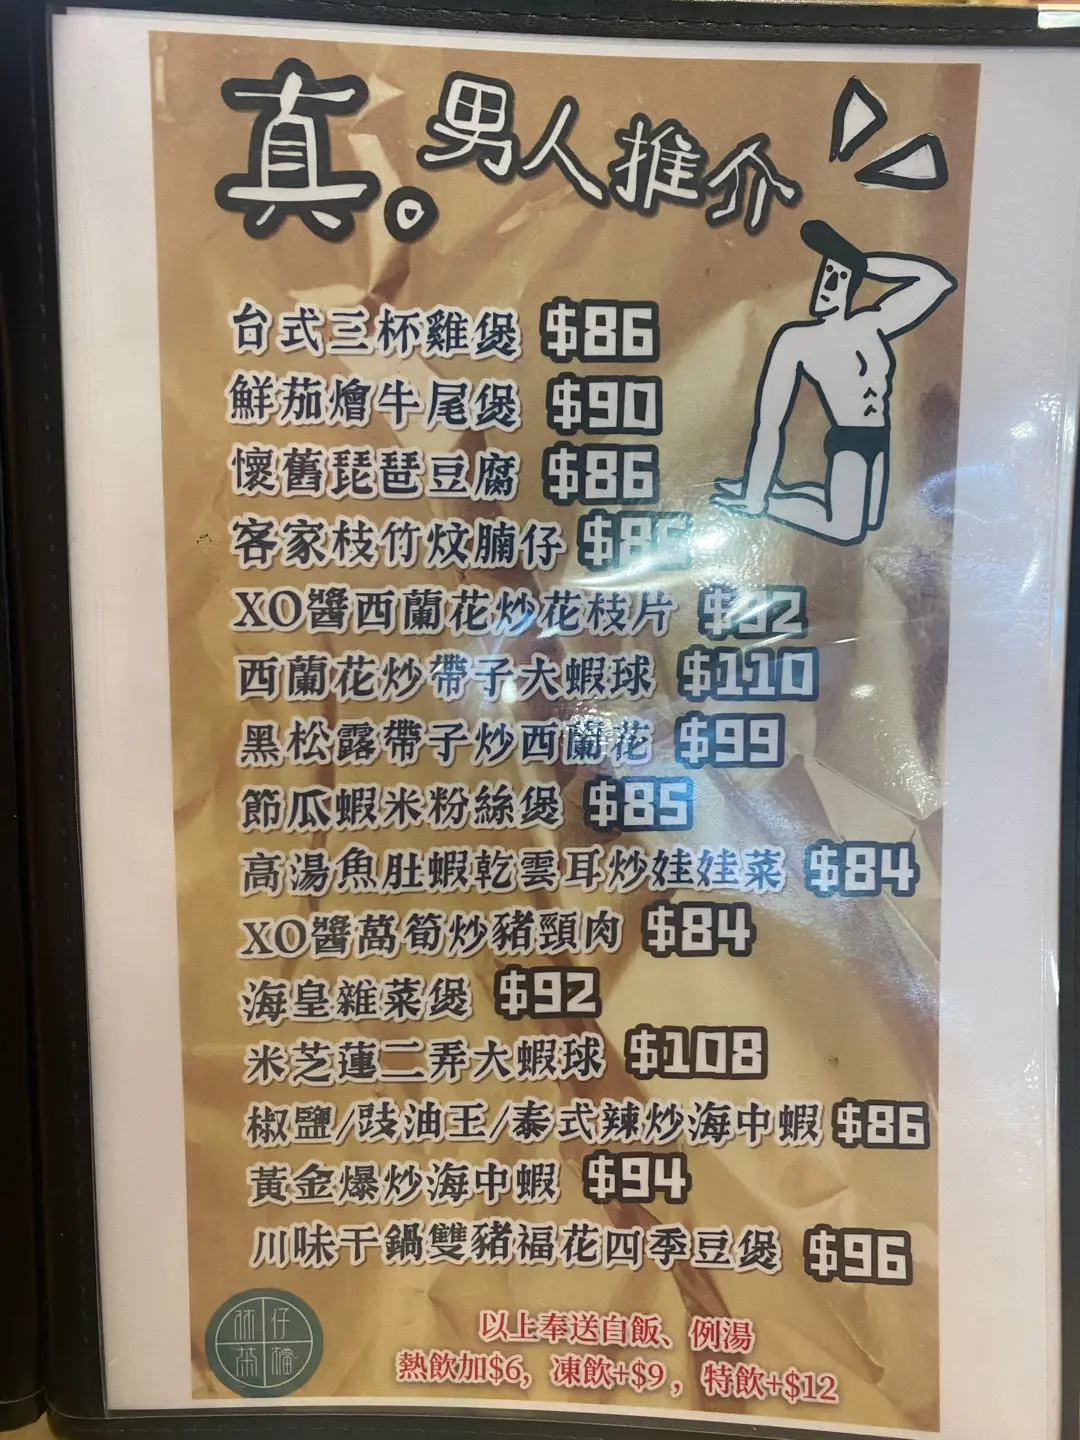 真。男人推介
台式三杯雞煲 $86
鮮茄燴牛尾煲 $90
懷舊琵琶豆腐 $86
客家枝竹炆腩仔 $86
XO醬西蘭花炒花枝片 $92
西蘭花炒帶子大蝦球 $110
黑松露帶子炒西蘭花 $99
節瓜蝦米粉絲煲 $85
高湯魚肚蝦乾雲耳炒娃娃菜 $84
XO醬萵筍炒豬頸肉 $84
海皇雜菜煲 $92
米芝蓮二弄大蝦球 $108
椒鹽/豉油王/泰式辣炒海中蝦 $86
黃金爆炒海中蝦 $94
川味干鍋雙豬福花四季豆煲 $96
以上奉送白飯、例湯
熱飲加$6，凍飲+$9，特飲+$12